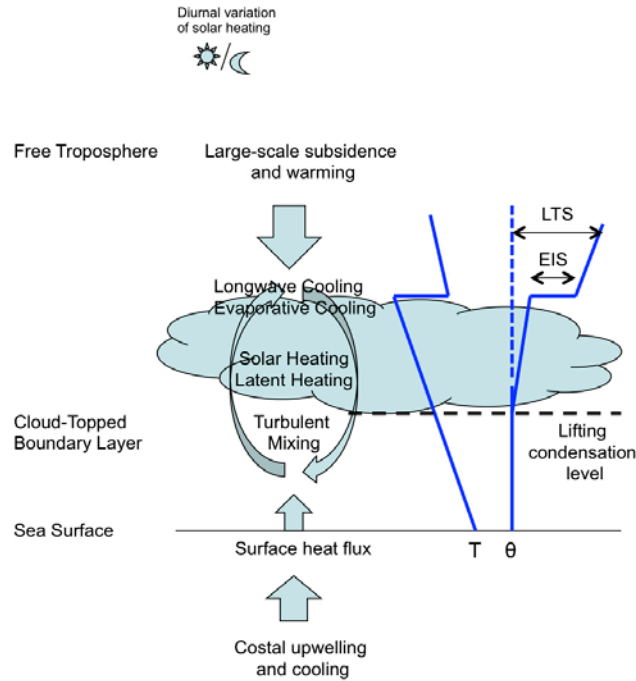 Diurnal variation
of solar heating
Free Troposphere
Large-scale subsidence
and warming
LTS
EIS
Longwave Cooling
Evaporative Cooling
Solar Heating
Latent Heating
Cloud-Topped
Boundary Layer
Turbulent
Mixing
Lifting
condensation
level
Sea Surface
Surface heat flux
T
θ
Costal upwelling
and cooling